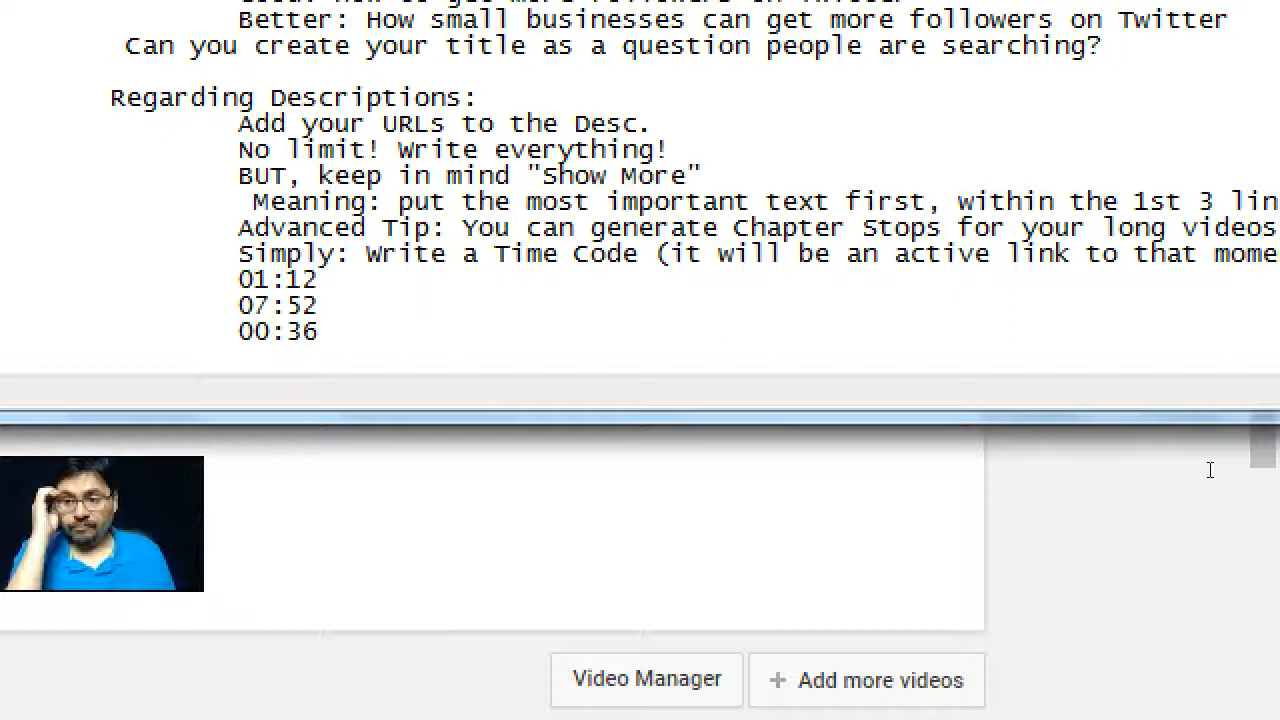 Better: How small businesses can get more followers on Twitter
Can you create your title as a question people are searching?
Regarding Descriptions:
Add your URLs to the Desc.
No limit! Write everything!
BUT, keep in mind "Show More"
Meaning: put the most important text first, within the 1st 3 lin
Advanced Tip: You can generate Chapter Stops for your long videos
Simply: Write a Time Code (it will be an active link to that mome
01:12
07:52
00:36
Video Manager
+ Add more videos